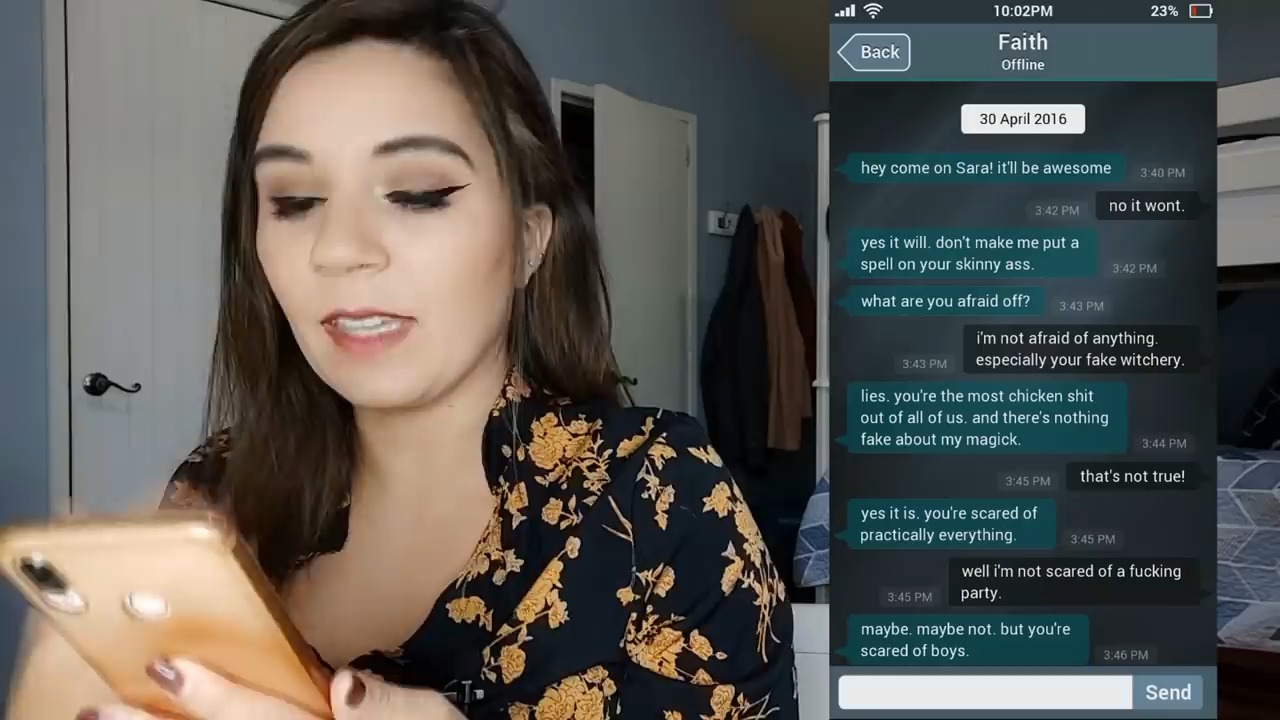 10:02PM
23%
Back
Faith
Offline
30 April 2016
hey come on Sara! it'll be awesome
3:40 PM
no it wont.
3:42 PM
yes it will. don't make me put a
spell on your skinny ass.
3:42 PM
what are you afraid off?
3:43 PM
i'm not afraid of anything.
especially your fake witchery.
3:43 PM
lies. you're the most chicken shit
out of all of us. and there's nothing
fake about my magick.
3:44 PM
that's not true!
3:45 PM
yes it is. you're scared of
practically everything.
3:45 PM
well i'm not scared of a fucking
party.
3:45 PM
maybe. maybe not. but you're
scared of boys.
3:46 PM
Send